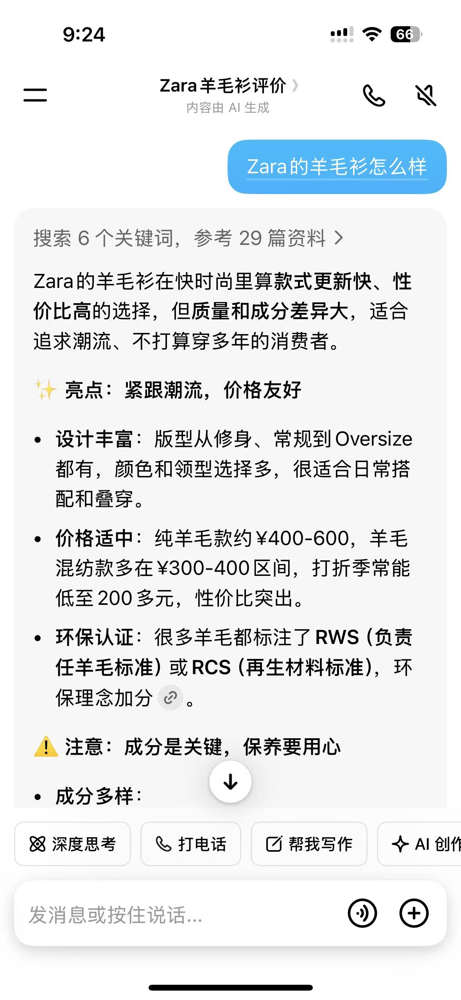 9:24
66
Zara羊毛衫评价
内容由 AI 生成
Zara的羊毛衫怎么样
搜索 6 个关键词，参考 29 篇资料
Zara的羊毛衫在快时尚里算款式更新快、性
价比高的选择，但质量和成分差异大，适合
追求潮流、不打算穿多年的消费者。
✨ 亮点：紧跟潮流，价格友好
• 设计丰富：版型从修身、常规到Oversize
都有，颜色和领型选择多，很适合日常搭
配和叠穿。
• 价格适中：纯羊毛款约¥400-600，羊毛
混纺款多在¥300-400区间，打折季常能
低至200多元，性价比突出。
• 环保认证：很多羊毛都标注了RWS（负责
任羊毛标准）或RCS（再生材料标准），环
保理念加分。
⚠️ 注意：成分是关键，保养要用心
• 成分多样：
深度思考
打电话
帮我写作
AI 创作
发消息或按住说话...